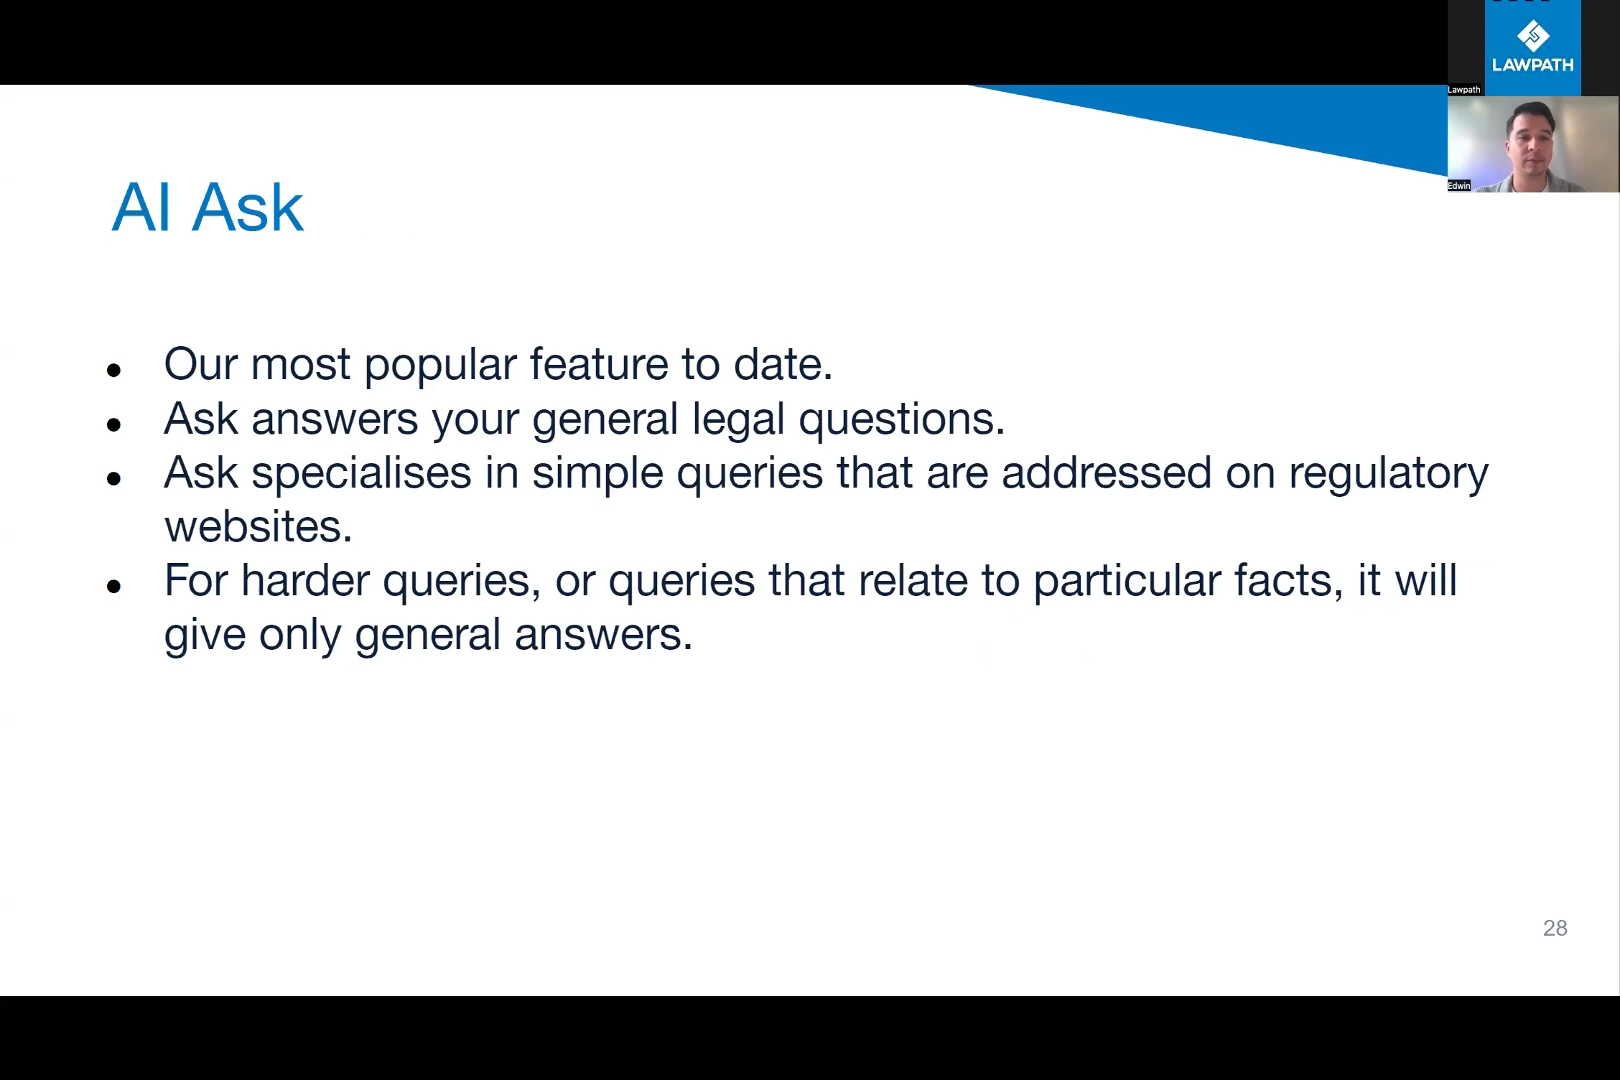 LAWPATH
Lawpath
Edwin
AI Ask
● Our most popular feature to date.
● Ask answers your general legal questions.
● Ask specialises in simple queries that are addressed on regulatory
websites.
● For harder queries, or queries that relate to particular facts, it will
give only general answers.
28